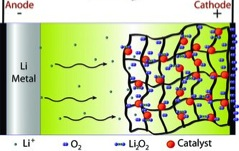 Anode Cathode
- +
Li
Metal
Li⁺ O₂ Li₂O₂ Catalyst